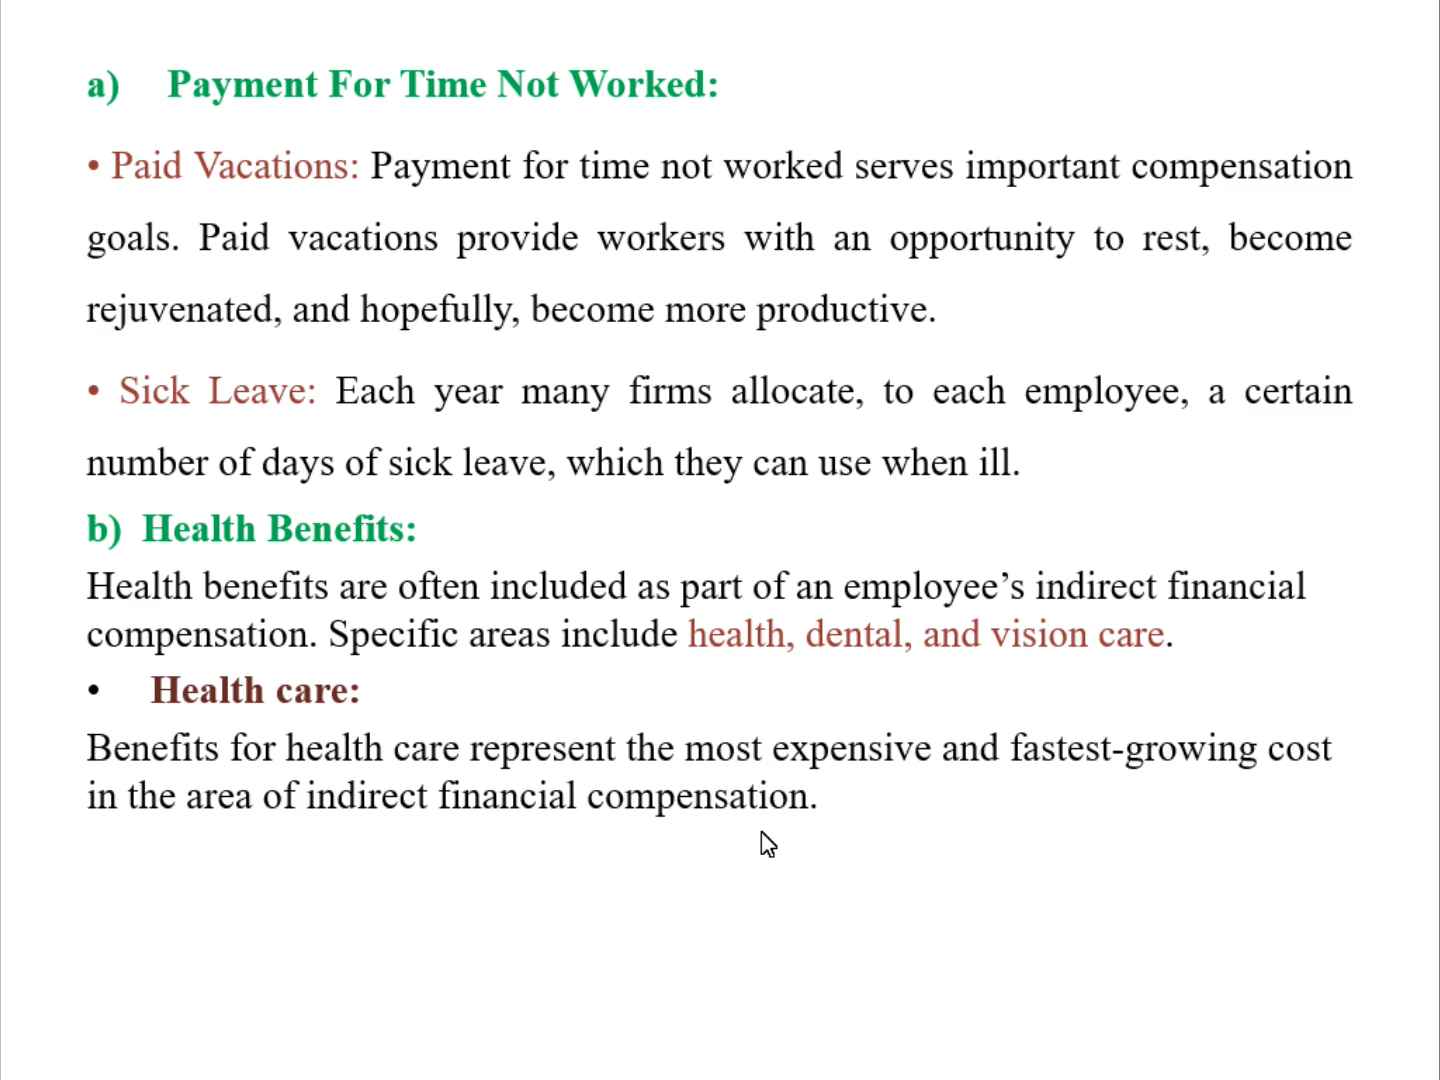 a) Payment For Time Not Worked:
• Paid Vacations: Payment for time not worked serves important compensation
goals. Paid vacations provide workers with an opportunity to rest, become
rejuvenated, and hopefully, become more productive.
• Sick Leave: Each year many firms allocate, to each employee, a certain
number of days of sick leave, which they can use when ill.
b) Health Benefits:
Health benefits are often included as part of an employee’s indirect financial
compensation. Specific areas include health, dental, and vision care.
• Health care:
Benefits for health care represent the most expensive and fastest-growing cost
in the area of indirect financial compensation.